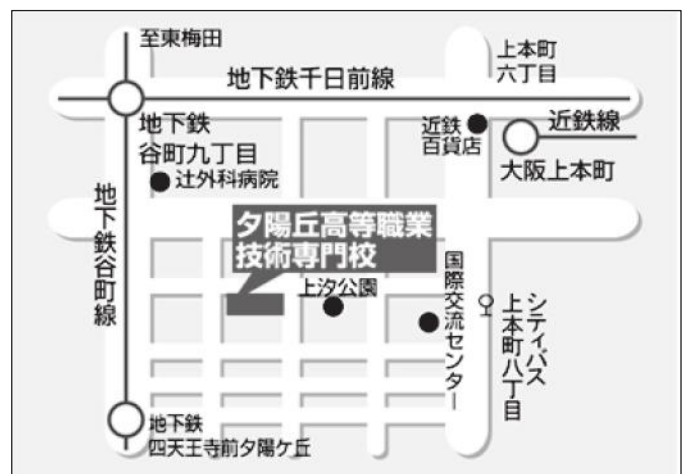 至東梅田
上本町
六丁目
地下鉄千日前線
地下鉄
谷町九丁目
近鉄
百貨店
近鉄線
大阪上本町
辻外科病院
地下鉄谷町線
夕陽丘高等職業
技術専門校
上汐公園
国際交流センター
シティバス
上本町八丁目
地下鉄
四天王寺前夕陽ケ丘